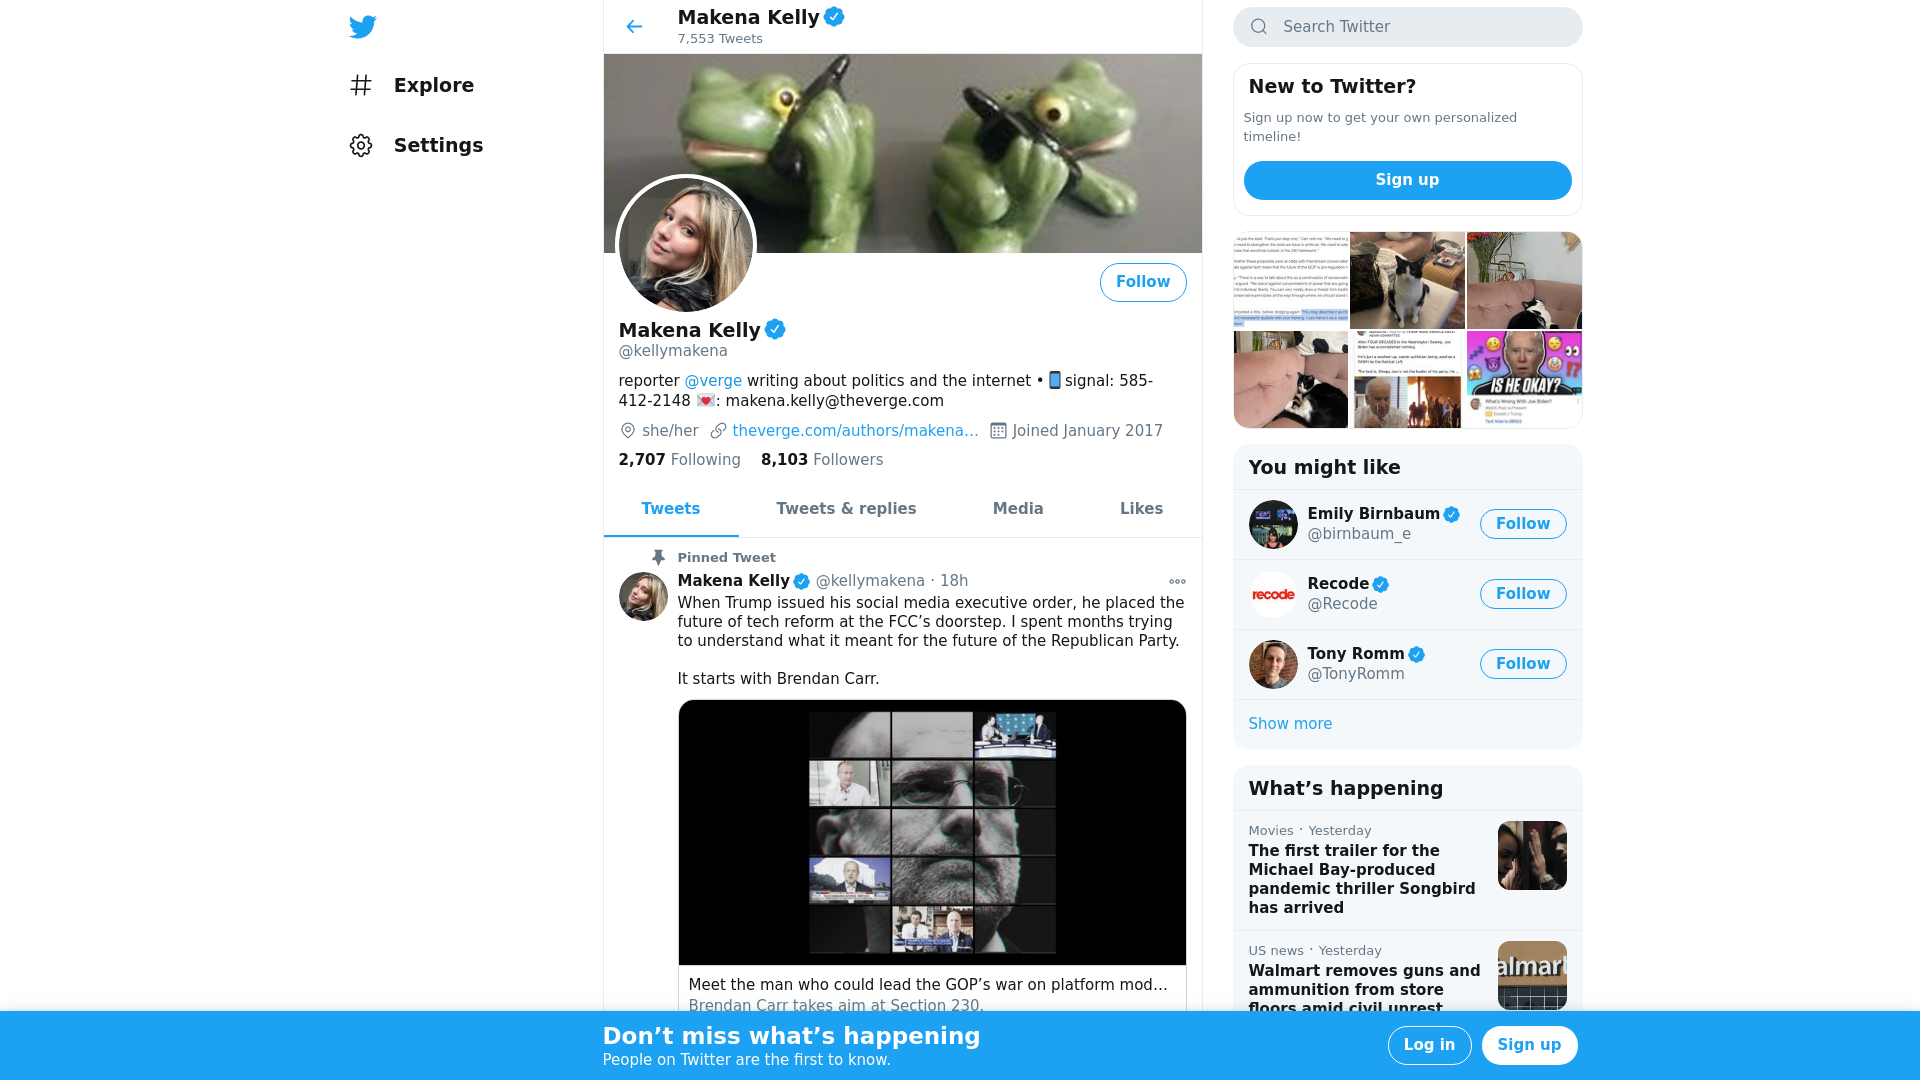 Makena Kelly
7,553 Tweets
Explore
Settings
Follow
Makena Kelly
@kellymakena
reporter @verge writing about politics and the internet • signal: 585-
412-2148 : makena.kelly@theverge.com
she/her theverge.com/authors/makena… Joined January 2017
2,707 Following 8,103 Followers
Tweets Tweets & replies Media Likes
Pinned Tweet
Makena Kelly @kellymakena · 18h
When Trump issued his social media executive order, he placed the
future of tech reform at the FCC’s doorstep. I spent months trying
to understand what it meant for the future of the Republican Party.
It starts with Brendan Carr.
Meet the man who could lead the GOP’s war on platform mod…
Brendan Carr takes aim at Section 230.
Search Twitter
New to Twitter?
Sign up now to get your own personalized
timeline!
Sign up
IS HE OKAY?
What's Wrong With Joe Biden?
You might like
Emily Birnbaum
@birnbaum_e
Follow
recode
Recode
@Recode
Follow
Tony Romm
@TonyRomm
Follow
Show more
What’s happening
Movies · Yesterday
The first trailer for the
Michael Bay-produced
pandemic thriller Songbird
has arrived
US news · Yesterday
Walmart removes guns and
ammunition from store
floors amid civil unrest
almart
Don’t miss what’s happening
People on Twitter are the first to know.
Log in
Sign up